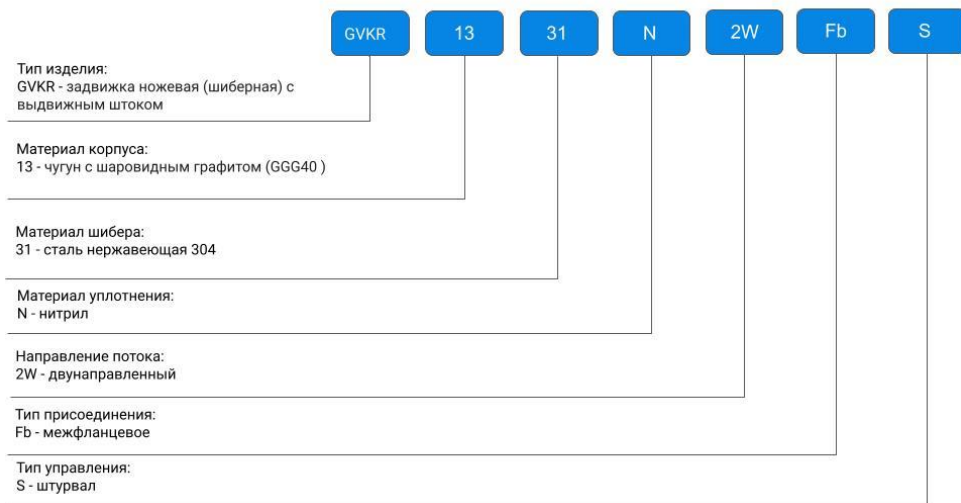 GVKR 13 31 N 2W Fb S
Тип изделия:
GVKR - задвижка ножевая (шиберная) с
выдвижным штоком
Материал корпуса:
13 - чугун с шаровидным графитом (GGG40 )
Материал шибера:
31 - сталь нержавеющая 304
Материал уплотнения:
N - нитрил
Направление потока:
2W - двунаправленный
Тип присоединения:
Fb - межфланцевое
Тип управления:
S - штурвал